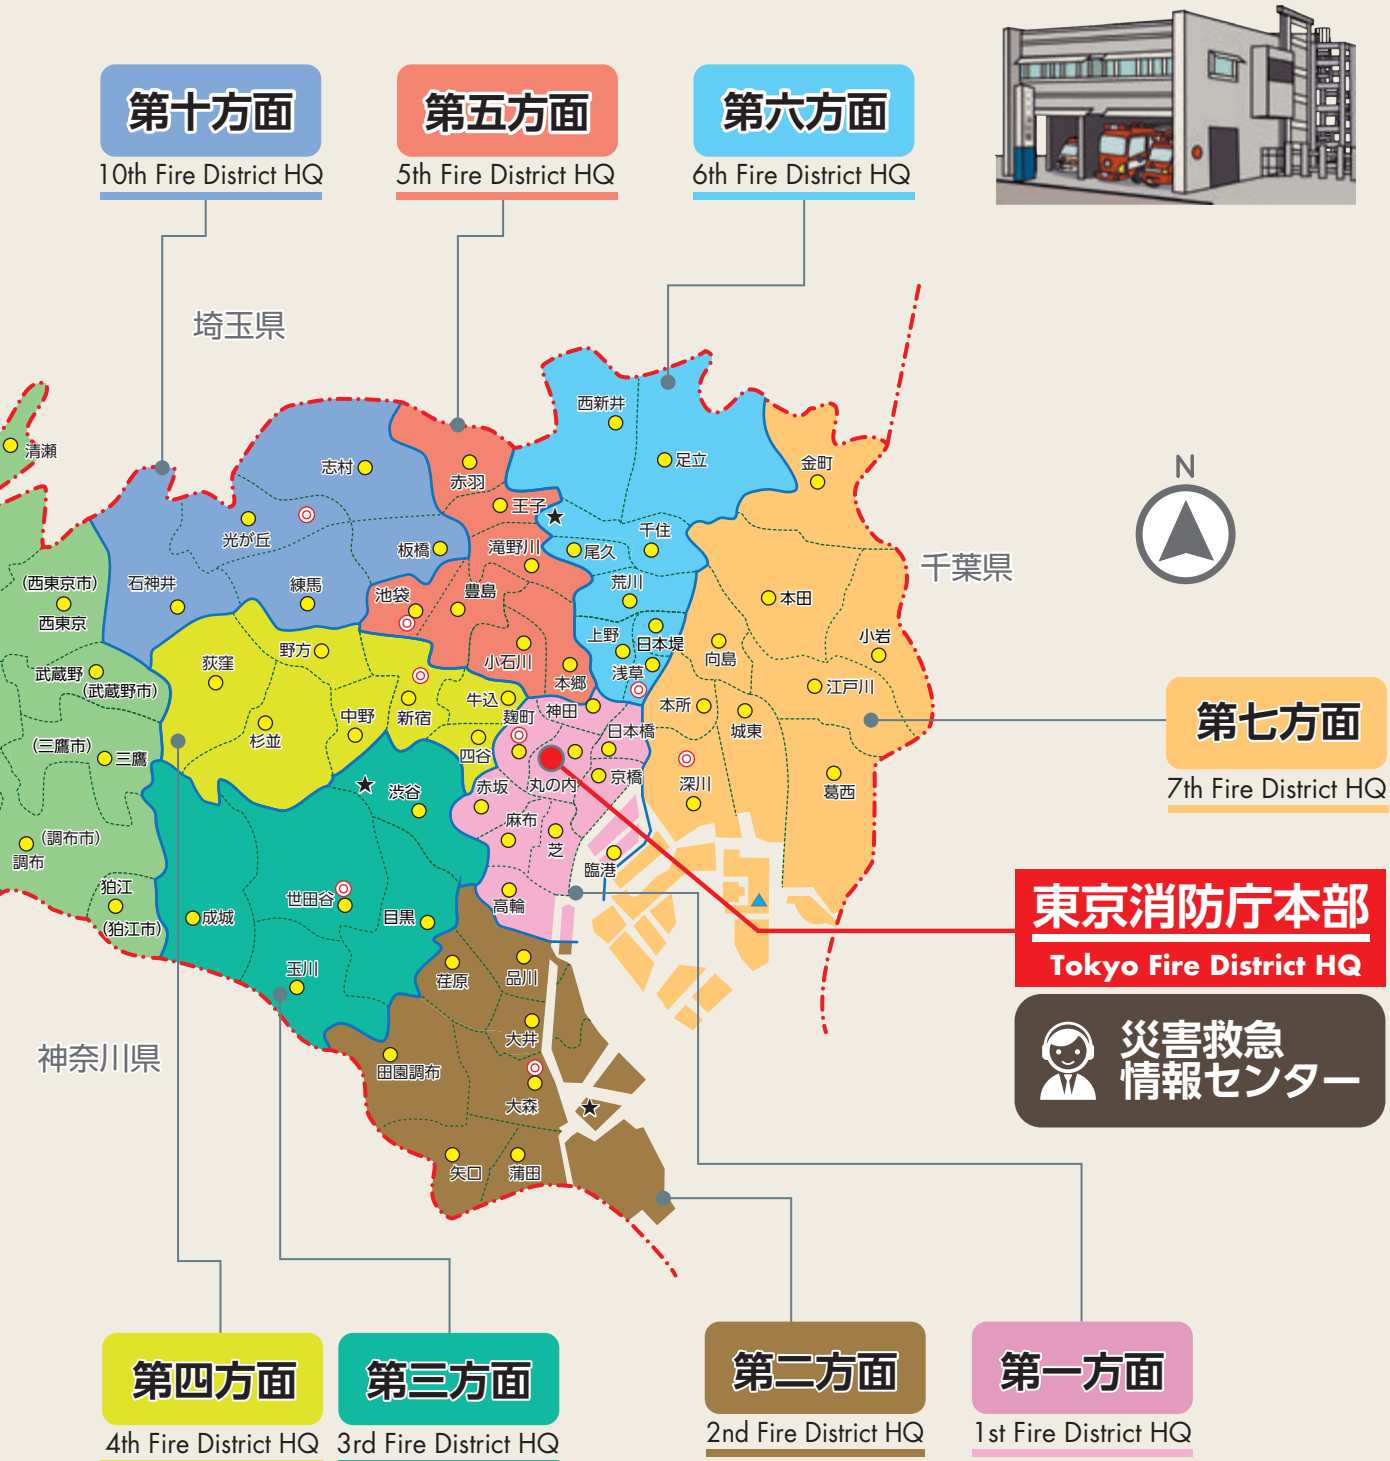 第十方面
10th Fire District HQ
第五方面
5th Fire District HQ
第六方面
6th Fire District HQ
埼玉県
清瀬
志村
赤羽
王子
西新井
足立
金町
N
千葉県
光が丘
板橋
滝野川
尾久
千住
石神井
練馬
池袋
豊島
荒川
本田
小岩
(西東京市)
西東京
武蔵野
(武蔵野市)
荻窪
野方
小石川
本郷
上野
日本堤
浅草
向島
江戸川
杉並
中野
新宿
牛込
四谷
麹町
神田
日本橋
本所
城東
第七方面
7th Fire District HQ
(三鷹市)
三鷹
渋谷
赤坂
丸の内
京橋
深川
葛西
(調布市)
調布
麻布
芝
臨港
狛江
(狛江市)
成城
世田谷
目黒
高輪
東京消防庁本部
Tokyo Fire District HQ
玉川
荏原
品川
神奈川県
田園調布
大井
大森
災害救急
情報センター
矢口
蒲田
第四方面
4th Fire District HQ
第三方面
3rd Fire District HQ
第二方面
2nd Fire District HQ
第一方面
1st Fire District HQ